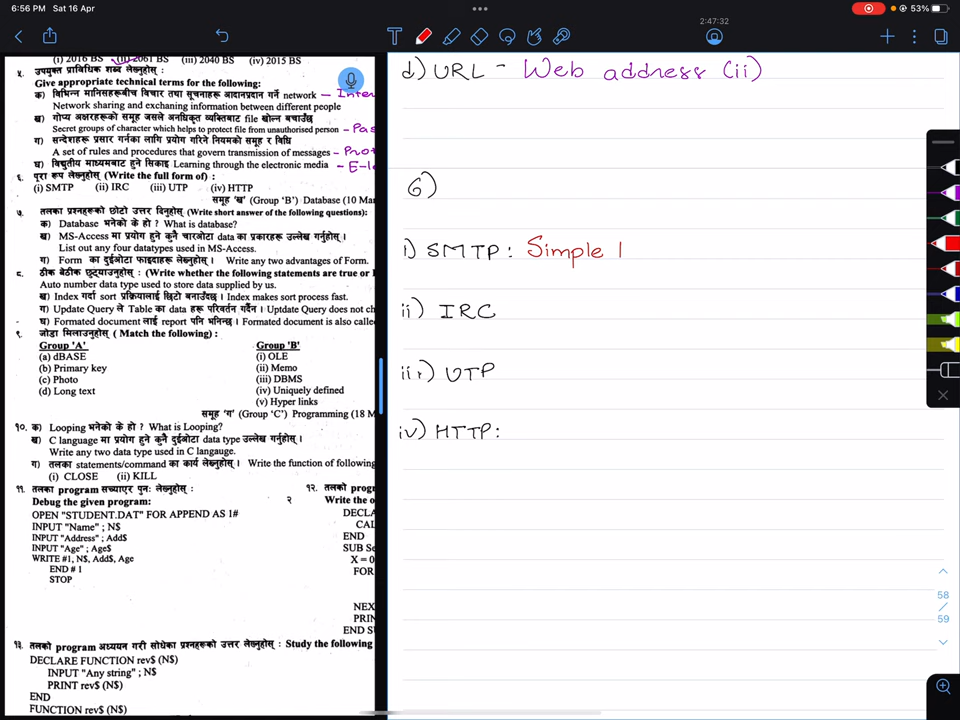 6:56 PM Sat 16 Apr
53%
2:47:32
(i) 2016 BS (ii) 2061 BS (iii) 2040 BS (iv) 2015 BS
५. उपयुक्त प्राविधिक शब्द लेख्नुहोस् :
Give appropriate technical terms for the following:
क) विभिन्न मानिसहरूबीच विचार तथा सूचनाहरू आदानप्रदान गर्ने network – Inter
Network sharing and exchaning information between different people
ख) गोप्य अक्षरहरूको समूह जसले अनधिकृत व्यक्तिबाट file खोल्न बचाउँछ
Secret groups of character which helps to protect file from unauthorised person – Pas
ग) सन्देशहरू प्रसार गर्नका लागि प्रयोग गरिने नियमको समूह र विधि
A set of rules and procedures that govern transmission of messages – Prot
घ) विद्युतीय माध्यमबाट हुने सिकाइ Learning through the electronic media – E-le
६. पूरा रूप लेख्नुहोस् (Write the full form of) :
(i) SMTP (ii) IRC (iii) UTP (iv) HTTP
समूह 'ख' (Group 'B') Database (10 Mar
७. तलका प्रश्नहरूको छोटो उत्तर दिनुहोस् (Write short answer of the following questions):
क) Database भनेको के हो ? What is database?
ख) MS-Access मा प्रयोग हुने कुनै चारओटा data का प्रकारहरू उल्लेख गर्नुहोस् ।
List out any four datatypes used in MS-Access.
ग) Form का दुईओटा फाइदाहरू लेख्नुहोस् । Write any two advantages of Form.
८. ठीक बेठीक छुट्याउनुहोस् : (Write whether the following statements are true or
Auto number data type used to store data supplied by us.
ख) Index गर्दा sort प्रक्रियालाई छिटो बनाउँदछ । Index makes sort process fast.
ग) Update Query ले Table का data हरू परिवर्तन गर्दैन । Uptdate Query does not ch
घ) Formated document लाई report पनि भनिन्छ । Formated document is also calle
९. जोडा मिलाउनुहोस् ( Match the following) :
Group 'A' Group 'B'
(a) dBASE (i) OLE
(b) Primary key (ii) Memo
(c) Photo (iii) DBMS
(d) Long text (iv) Uniquely defined
(v) Hyper links
समूह 'ग' (Group 'C') Programming (18 M
१०. क) Looping भनेको के हो ? What is Looping?
ख) C language मा प्रयोग हुने कुनै दुईओटा data type उल्लेख गर्नुहोस् ।
Write any two data type used in C langauge.
ग) तलका statements/command का कार्य लेख्नुहोस् । Write the function of following
(i) CLOSE (ii) KILL
११. तलका program सच्याएर पुनः लेख्नुहोस् :
Debug the given program:
OPEN "STUDENT.DAT" FOR APPEND AS 1#
INPUT "Name" ; N$
INPUT "Address" ; Add$
INPUT "Age" ; Age$
WRITE #1, N$, Add$, Age
END # 1
STOP
२
१२. तलको progr
Write the o
DECLA
CAL
END
SUB Se
X = 0
FOR
NEX
PRIN
END S
१३. तलको program अध्ययन गरी सोधेका प्रश्नहरूको उत्तर लेख्नुहोस् : Study the following
DECLARE FUNCTION rev$ (N$)
INPUT "Any string" ; N$
PRINT rev$ (N$)
END
FUNCTION rev$ (N$)
d) URL - Web address (ii)
6)
i) SMTP: Simple
ii) IRC
iii) UTP
iv) HTTP:
58
/
59